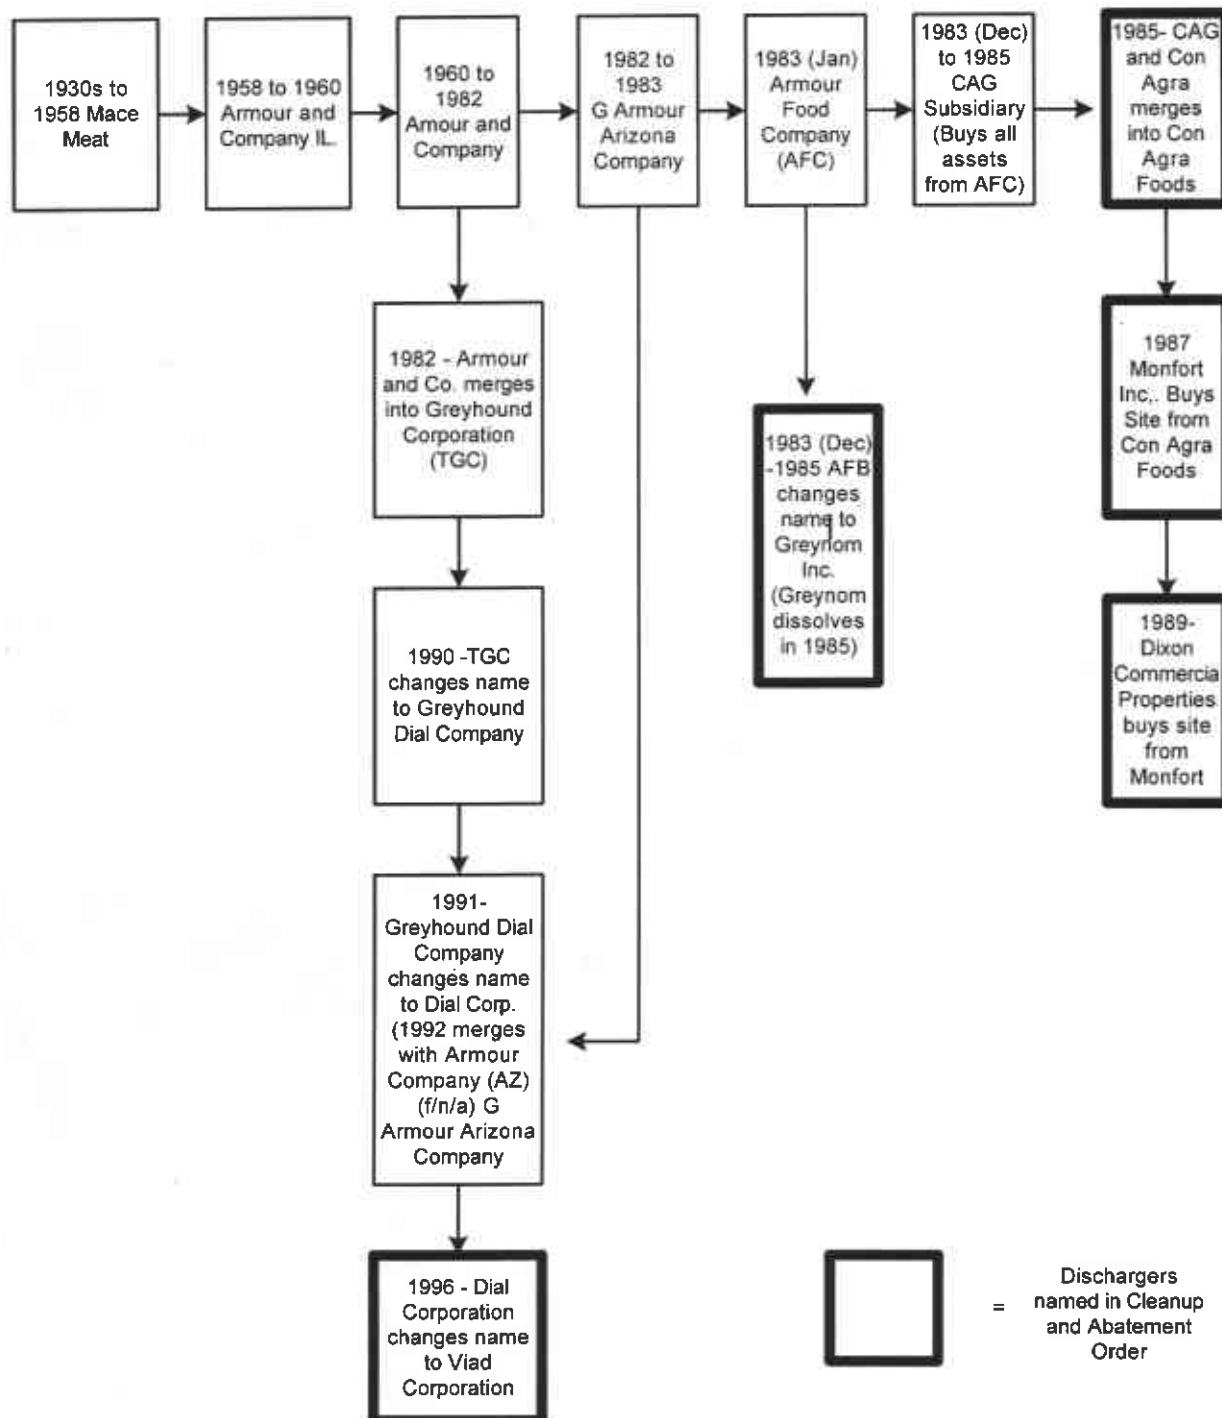 1930s to
1958 Mace
Meat
1958 to 1960
Armour and
Company IL.
1960 to
1982
Amour and
Company
1982 to
1983
G Armour
Arizona
Company
1983 (Jan)
Armour
Food
Company
(AFC)
1983 (Dec)
to 1985
CAG
Subsidiary
(Buys all
assets
from AFC)
1985- CAG
and Con
Agra
merges
into Con
Agra
Foods
1982 - Armour
and Co. merges
into Greyhound
Corporation
(TGC)
1983 (Dec)
-1985 AFB
changes
name to
Greynom
Inc.
(Greynom
dissolves
in 1985)
1987
Monfort
Inc,. Buys
Site from
Con Agra
Foods
1990 -TGC
changes name
to Greyhound
Dial Company
1989-
Dixon
Commercia
Properties
buys site
from
Monfort
1991-
Greyhound Dial
Company
changes name
to Dial Corp.
(1992 merges
with Armour
Company (AZ)
(f/n/a) G
Armour Arizona
Company
1996 - Dial
Corporation
changes name
to Viad
Corporation
=
Dischargers
named in Cleanup
and Abatement
Order